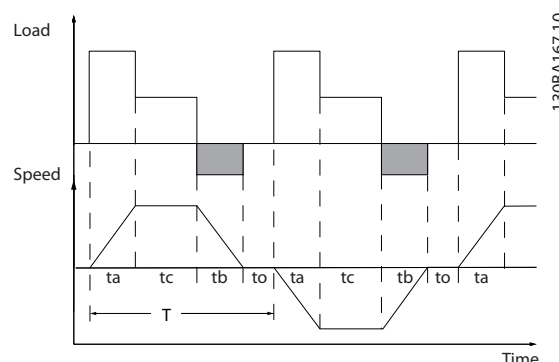 Load
130BA167.10
Speed
ta tc tb to ta tc tb to ta
T
Time